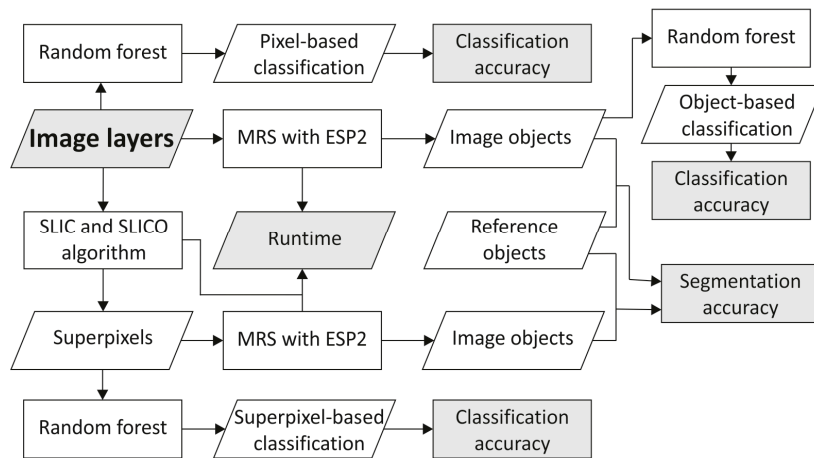 Random forest
Pixel-based
classification
Classification
accuracy
Random forest
Image layers
MRS with ESP2
Image objects
Object-based
classification
Classification
accuracy
SLIC and SLICO
algorithm
Runtime
Reference
objects
Segmentation
accuracy
Superpixels
MRS with ESP2
Image objects
Random forest
Superpixel-based
classification
Classification
accuracy